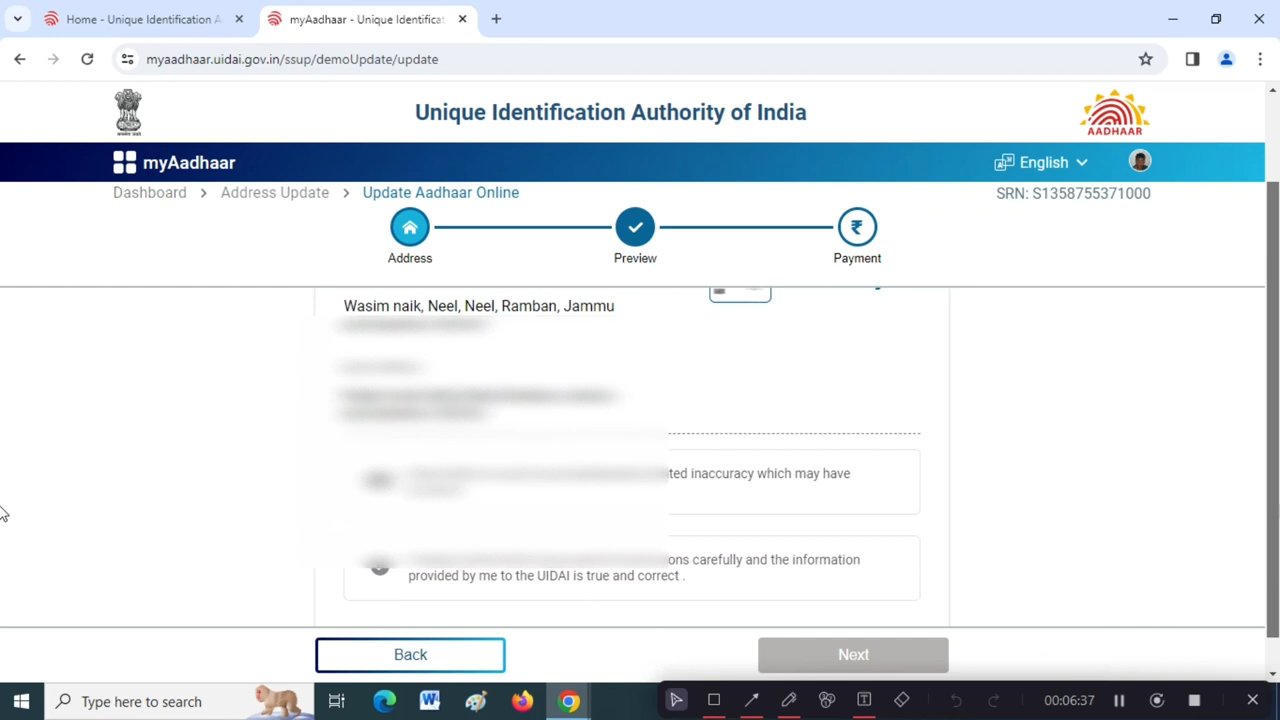 Home - Unique Identification A
myAadhaar - Unique Identificat
myaadhaar.uidai.gov.in/ssup/demoUpdate/update
Unique Identification Authority of India
AADHAAR
myAadhaar
English
Dashboard > Address Update > Update Aadhaar Online
SRN: S1358755371000
Address
Preview
₹
Payment
Wasim naik, Neel, Neel, Ramban, Jammu
inaccuracy which may have
carefully and the information
provided by me to the UIDAI is true and correct .
Back
Next
Type here to search
W
T
00:06:37